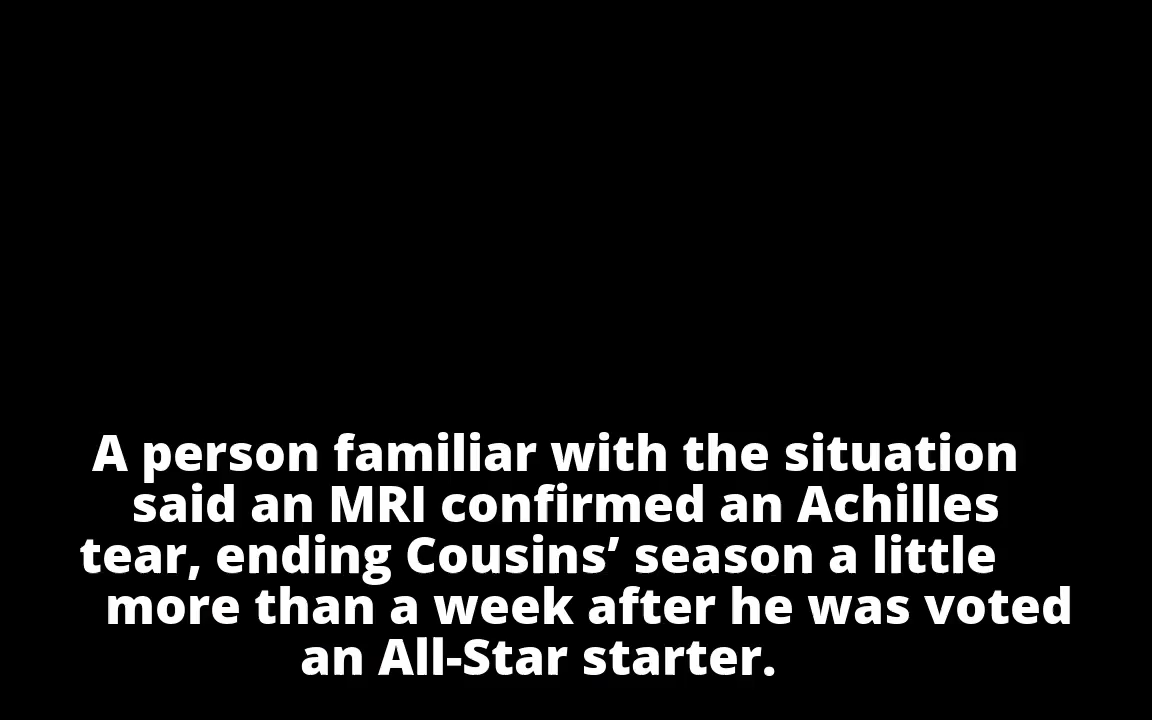 A person familiar with the situation
said an MRI confirmed an Achilles
tear, ending Cousins’ season a little
more than a week after he was voted
an All-Star starter.